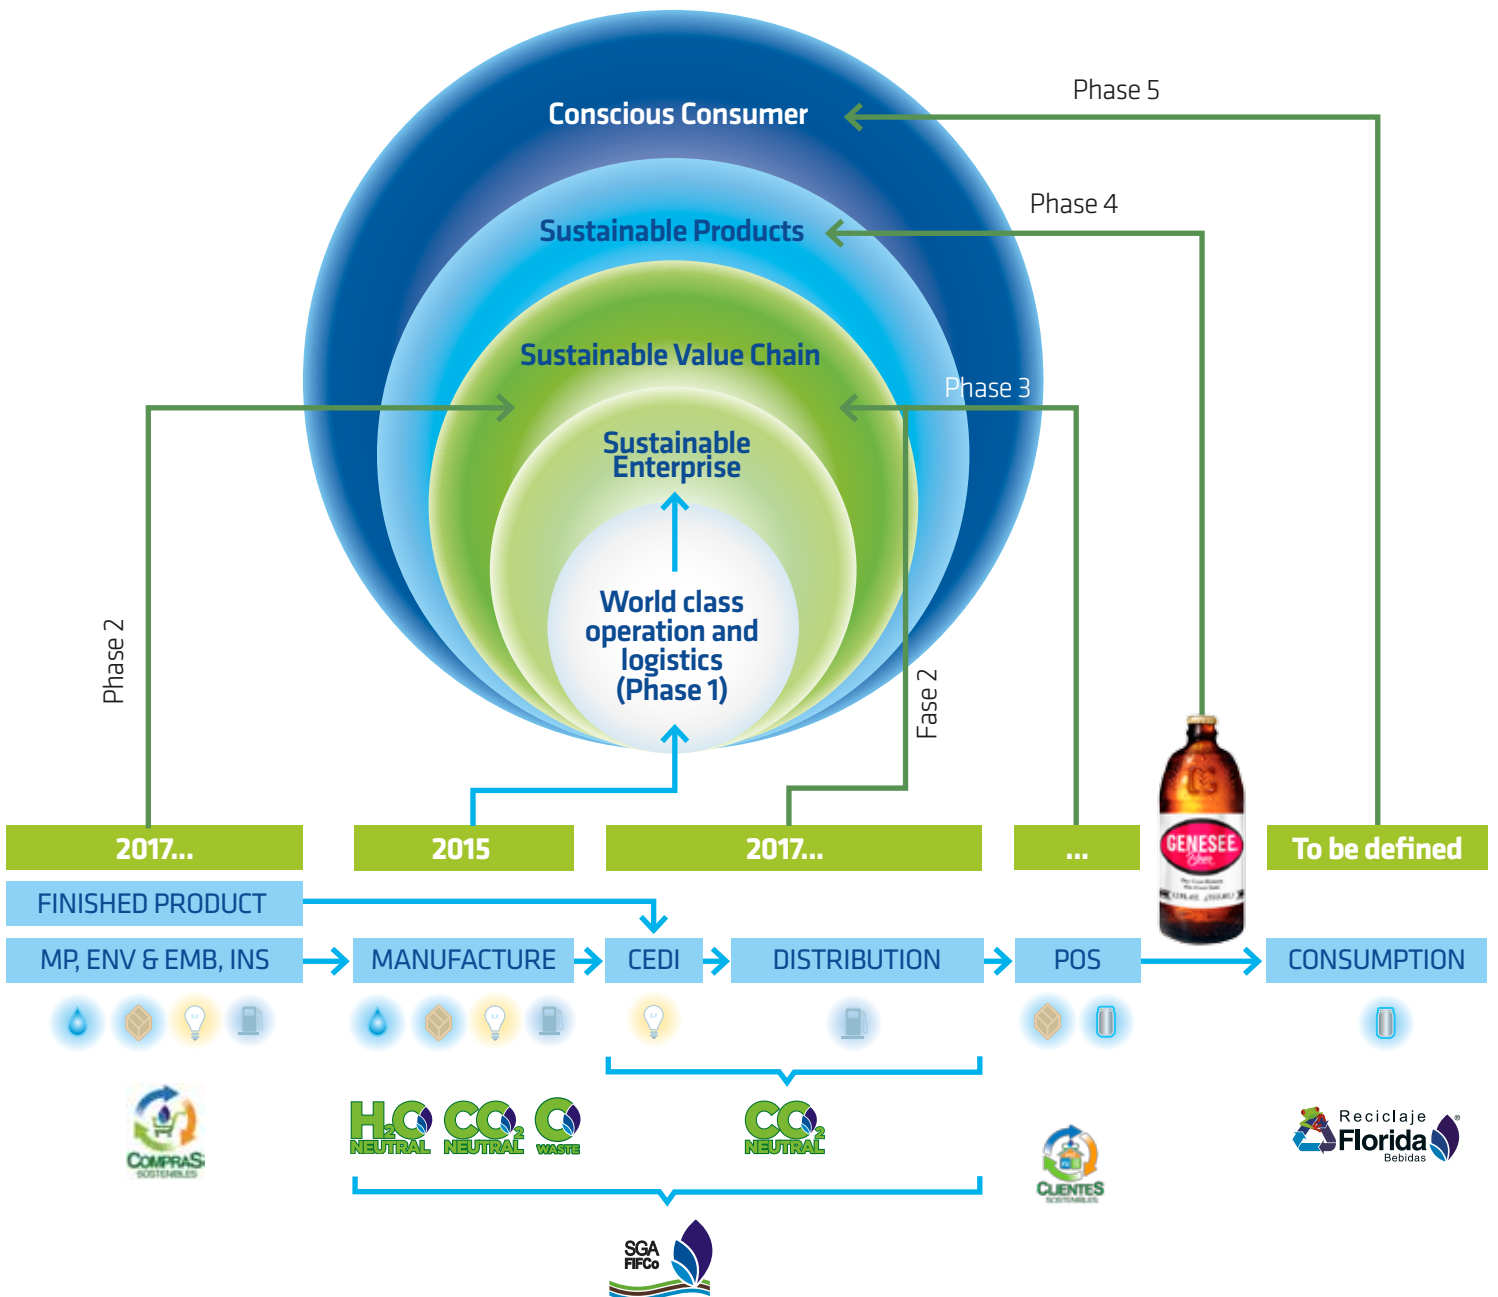 Phase 5
Conscious Consumer
Phase 4
Sustainable Products
Sustainable Value Chain
Phase 3
Sustainable
Enterprise
World class
operation and
logistics
(Phase 1)
Phase 2
Fase 2
2017...
2015
2017...
...
To be defined
GENESEE
Beer
FINISHED PRODUCT
MP, ENV & EMB, INS
MANUFACTURE
CEDI
DISTRIBUTION
POS
CONSUMPTION
H2O
NEUTRAL
CO2
NEUTRAL
O
WASTE
CO2
NEUTRAL
COMPRAS
SOSTENIBLES
CLIENTES
SOSTENIBLES
Reciclaje
Florida
Bebidas
®
SGA
FIFCo